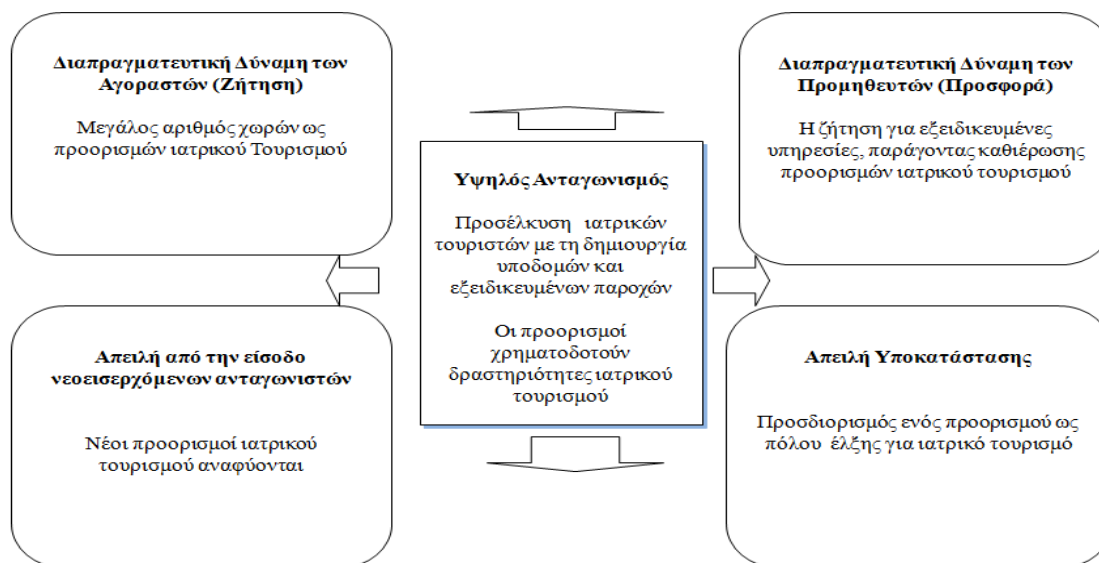 Διαπραγματευτική Δύναμη των
Αγοραστών (Ζήτηση)
Μεγάλος αριθμός χωρών ως
προορισμών ιατρικού Τουρισμού
Διαπραγματευτική Δύναμη των
Προμηθευτών (Προσφορά)
Η ζήτηση για εξειδικευμένες
υπηρεσίες, παράγοντας καθιέρωσης
προορισμών ιατρικού τουρισμού
Υψηλός Ανταγωνισμός
Προσέλκυση ιατρικών
τουριστών με τη δημιουργία
υποδομών και
εξειδικευμένων παροχών
Οι προορισμοί
χρηματοδοτούν
δραστηριότητες ιατρικού
τουρισμού
Απειλή από την είσοδο
νεοεισερχόμενων ανταγωνιστών
Νέοι προορισμοί ιατρικού
τουρισμού αναφύονται
Απειλή Υποκατάστασης
Προσδιορισμός ενός προορισμού ως
πόλου έλξης για ιατρικό τουρισμό